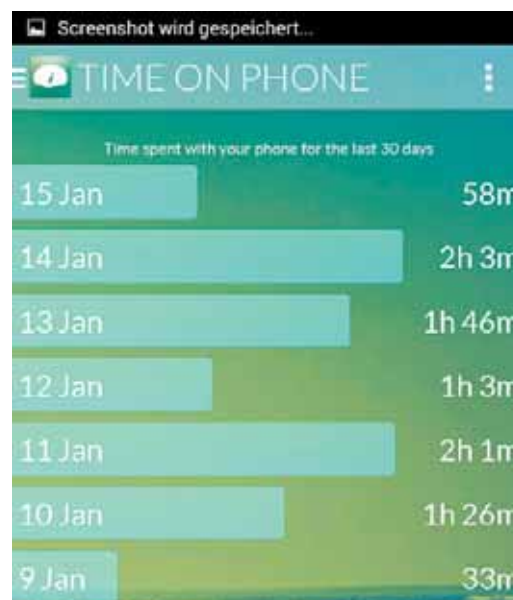 Screenshot wird gespeichert...
TIME ON PHONE
Time spent with your phone for the last 30 days
15 Jan 58m
14 Jan 2h 3m
13 Jan 1h 46m
12 Jan 1h 3m
11 Jan 2h 1m
10 Jan 1h 26m
9 Jan 33m